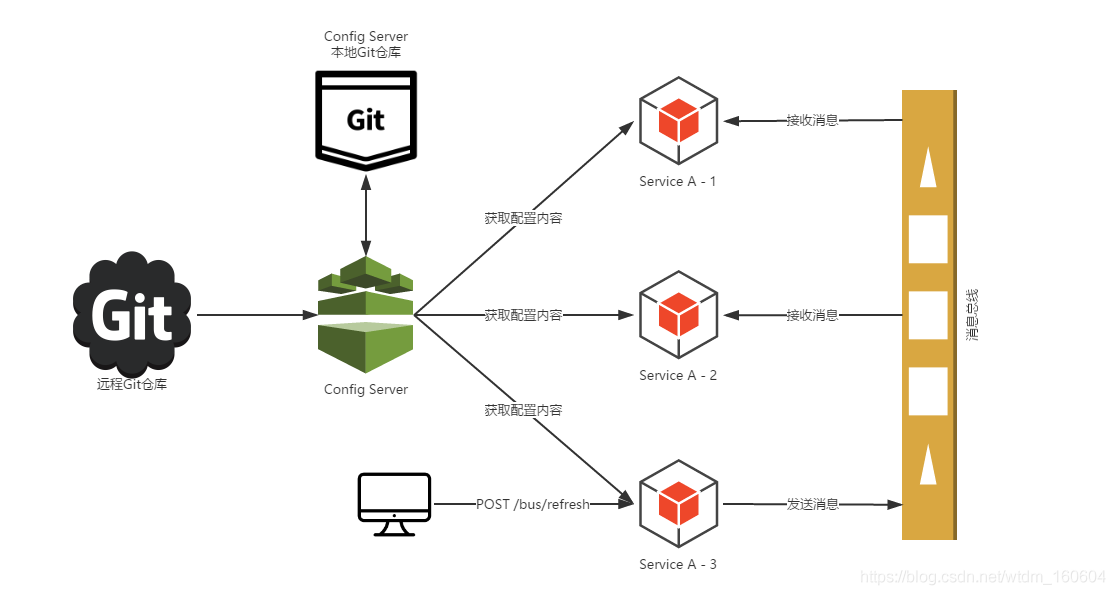 Config Server
本地Git仓库
Git
Service A - 1
接收消息
获取配置内容
Git
远程Git仓库
Config Server
获取配置内容
Service A - 2
接收消息
消息总线
获取配置内容
POST /bus/refresh
Service A - 3
发送消息
https://blog.csdn.net/wtdm_160604